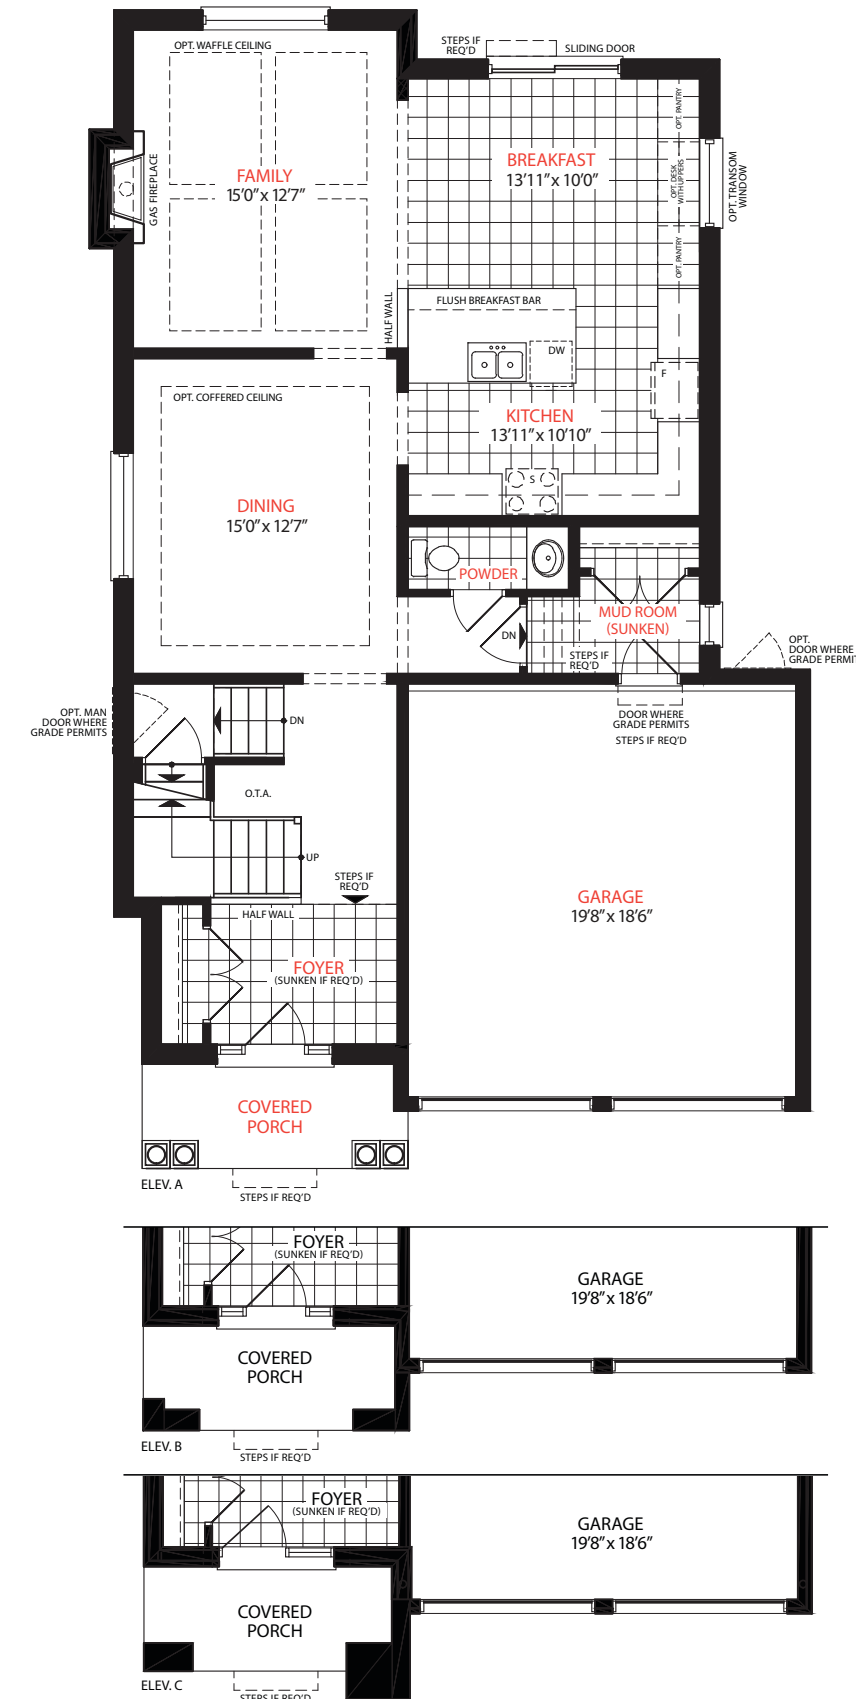 STEPS IF
REQ'D
SLIDING DOOR
OPT. WAFFLE CEILING
OPT. PANTRY
BREAKFAST
13'11" x 10'0"
FAMILY
15'0" x 12'7"
GAS FIREPLACE
OPT. DESK
WITH UPPERS
OPT. TRANSOM
WINDOW
OPT. PANTRY
HALF WALL
FLUSH BREAKFAST BAR
DW
F
OPT. COFFERED CEILING
KITCHEN
13'11" x 10'10"
S
DINING
15'0" x 12'7"
POWDER
MUD ROOM
(SUNKEN)
DN
STEPS IF
REQ'D
OPT.
DOOR WHERE
GRADE PERMIT
OPT. MAN
DOOR WHERE
GRADE PERMITS
DN
DOOR WHERE
GRADE PERMITS
STEPS IF REQ'D
O.T.A.
UP
STEPS IF
REQ'D
GARAGE
19'8" x 18'6"
HALF WALL
FOYER
(SUNKEN IF REQ'D)
COVERED
PORCH
ELEV. A
STEPS IF REQ'D
FOYER
(SUNKEN IF REQ'D)
GARAGE
19'8" x 18'6"
COVERED
PORCH
ELEV. B
STEPS IF REQ'D
FOYER
(SUNKEN IF REQ'D)
GARAGE
19'8" x 18'6"
COVERED
PORCH
ELEV. C
STEPS IF REQ'D